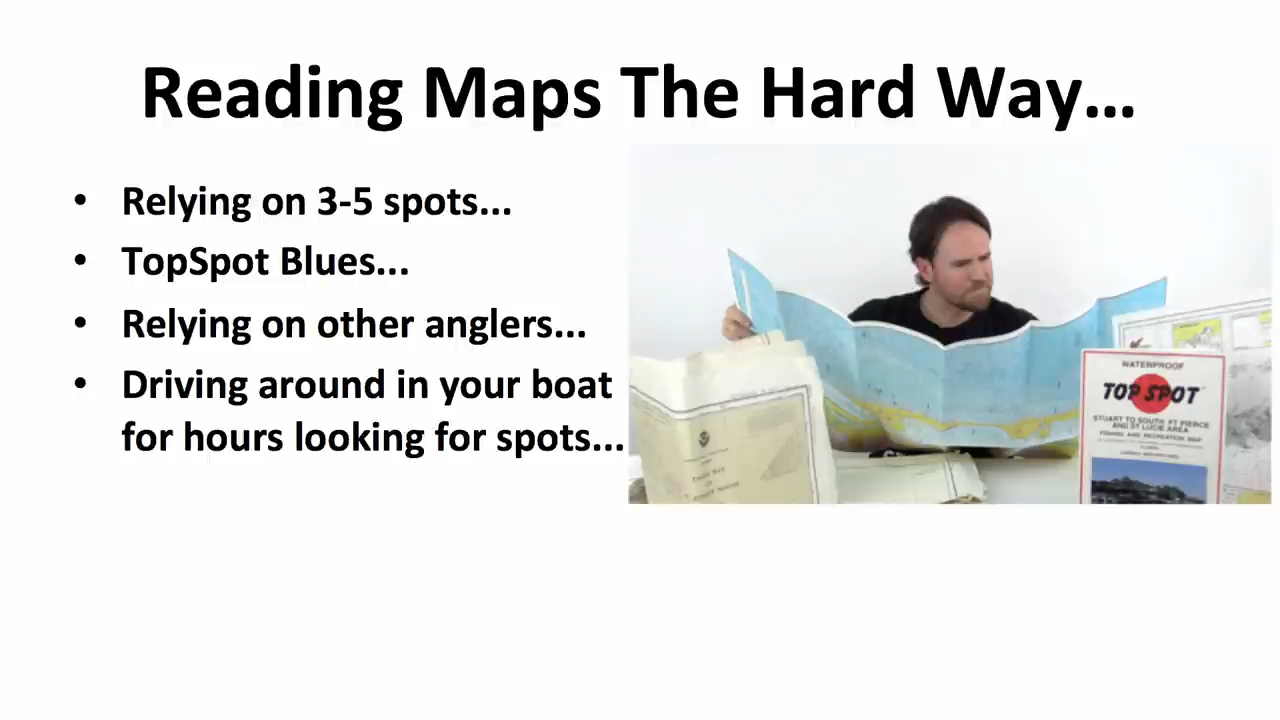 Reading Maps The Hard Way...
• Relying on 3-5 spots...
• TopSpot Blues...
• Relying on other anglers...
• Driving around in your boat
for hours looking for spots...
WATERPROOF
TOP SPOT
STUART TO SOUTH FT PIERCE
AND ST LUCIE AREA
FISHING AND RECREATION MAP